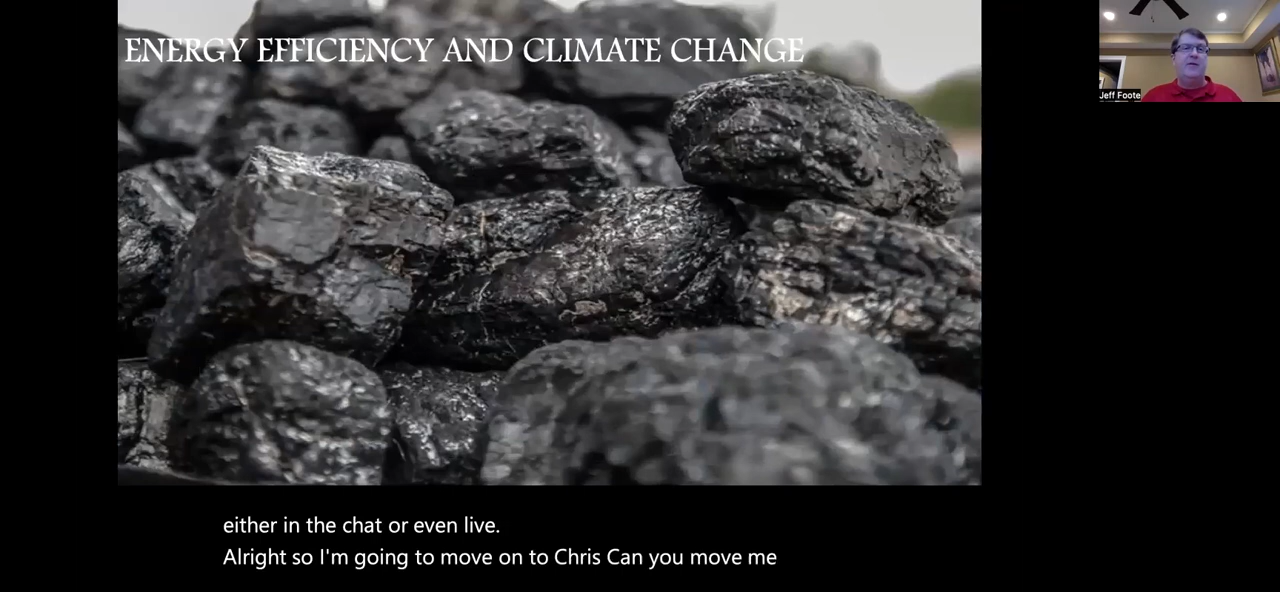 ENERGY EFFICIENCY AND CLIMATE CHANGE
Jeff Foote
either in the chat or even live.
Alright so I'm going to move on to Chris Can you move me